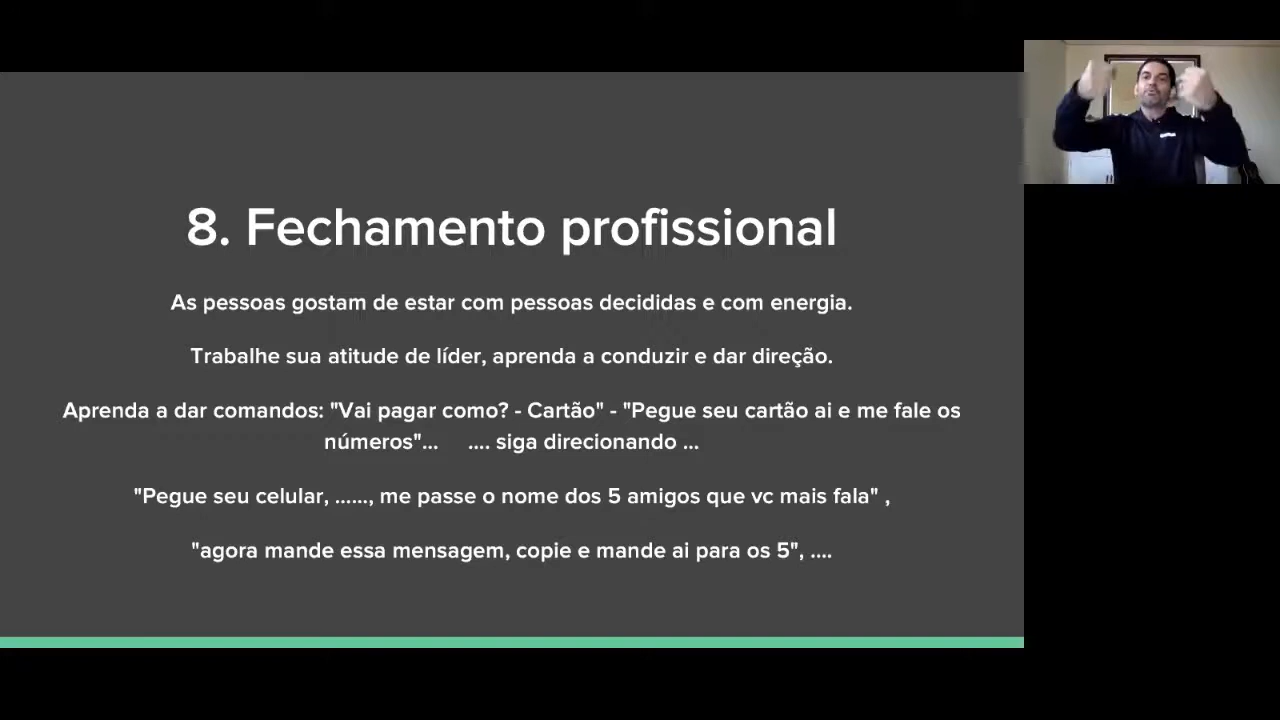 8. Fechamento profissional
As pessoas gostam de estar com pessoas decididas e com energia.
Trabalhe sua atitude de líder, aprenda a conduzir e dar direção.
Aprenda a dar comandos: "Vai pagar como? - Cartão" - "Pegue seu cartão ai e me fale os
números"... .... siga direcionando ...
"Pegue seu celular, ......, me passe o nome dos 5 amigos que vc mais fala" ,
"agora mande essa mensagem, copie e mande ai para os 5", ....